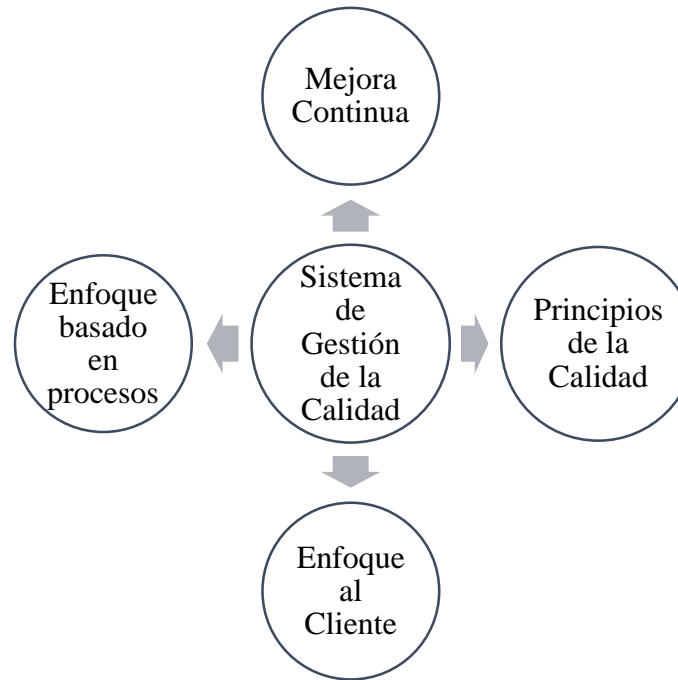 Mejora
Continua
Enfoque
basado
en
procesos
Sistema
de
Gestión
de la
Calidad
Principios
de la
Calidad
Enfoque
al
Cliente